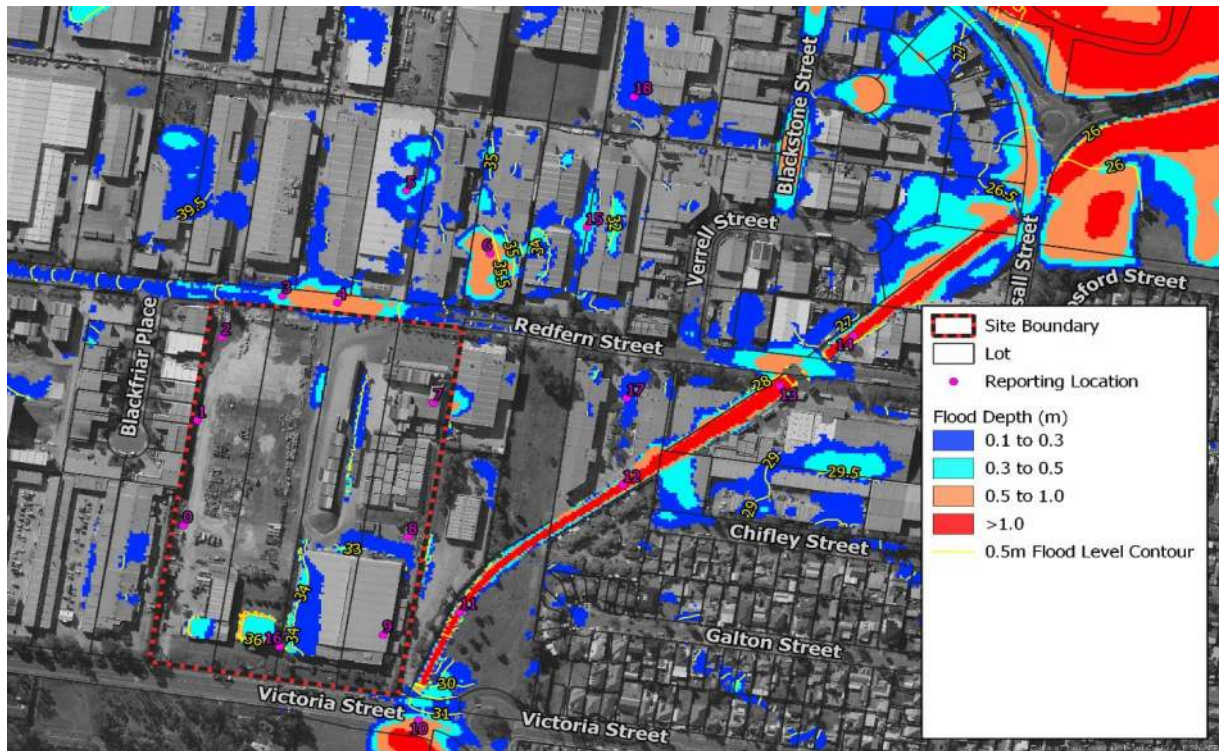 18
27
26
26
26.5
Blackstone Street
35
5
39.5
15
32
Verrell Street
6
35
34
35.5
3
4
2
Redfern Street
27
14
28
13
17
7
1
Blackfriar Place
12
29
29.5
29
0
8
33
Chifley Street
34
11
Galton Street
9
36
16
34
30
31
10
Victoria Street
Victoria Street
sall Street
nsford Street
Site Boundary
Lot
Reporting Location
Flood Depth (m)
0.1 to 0.3
0.3 to 0.5
0.5 to 1.0
>1.0
0.5m Flood Level Contour